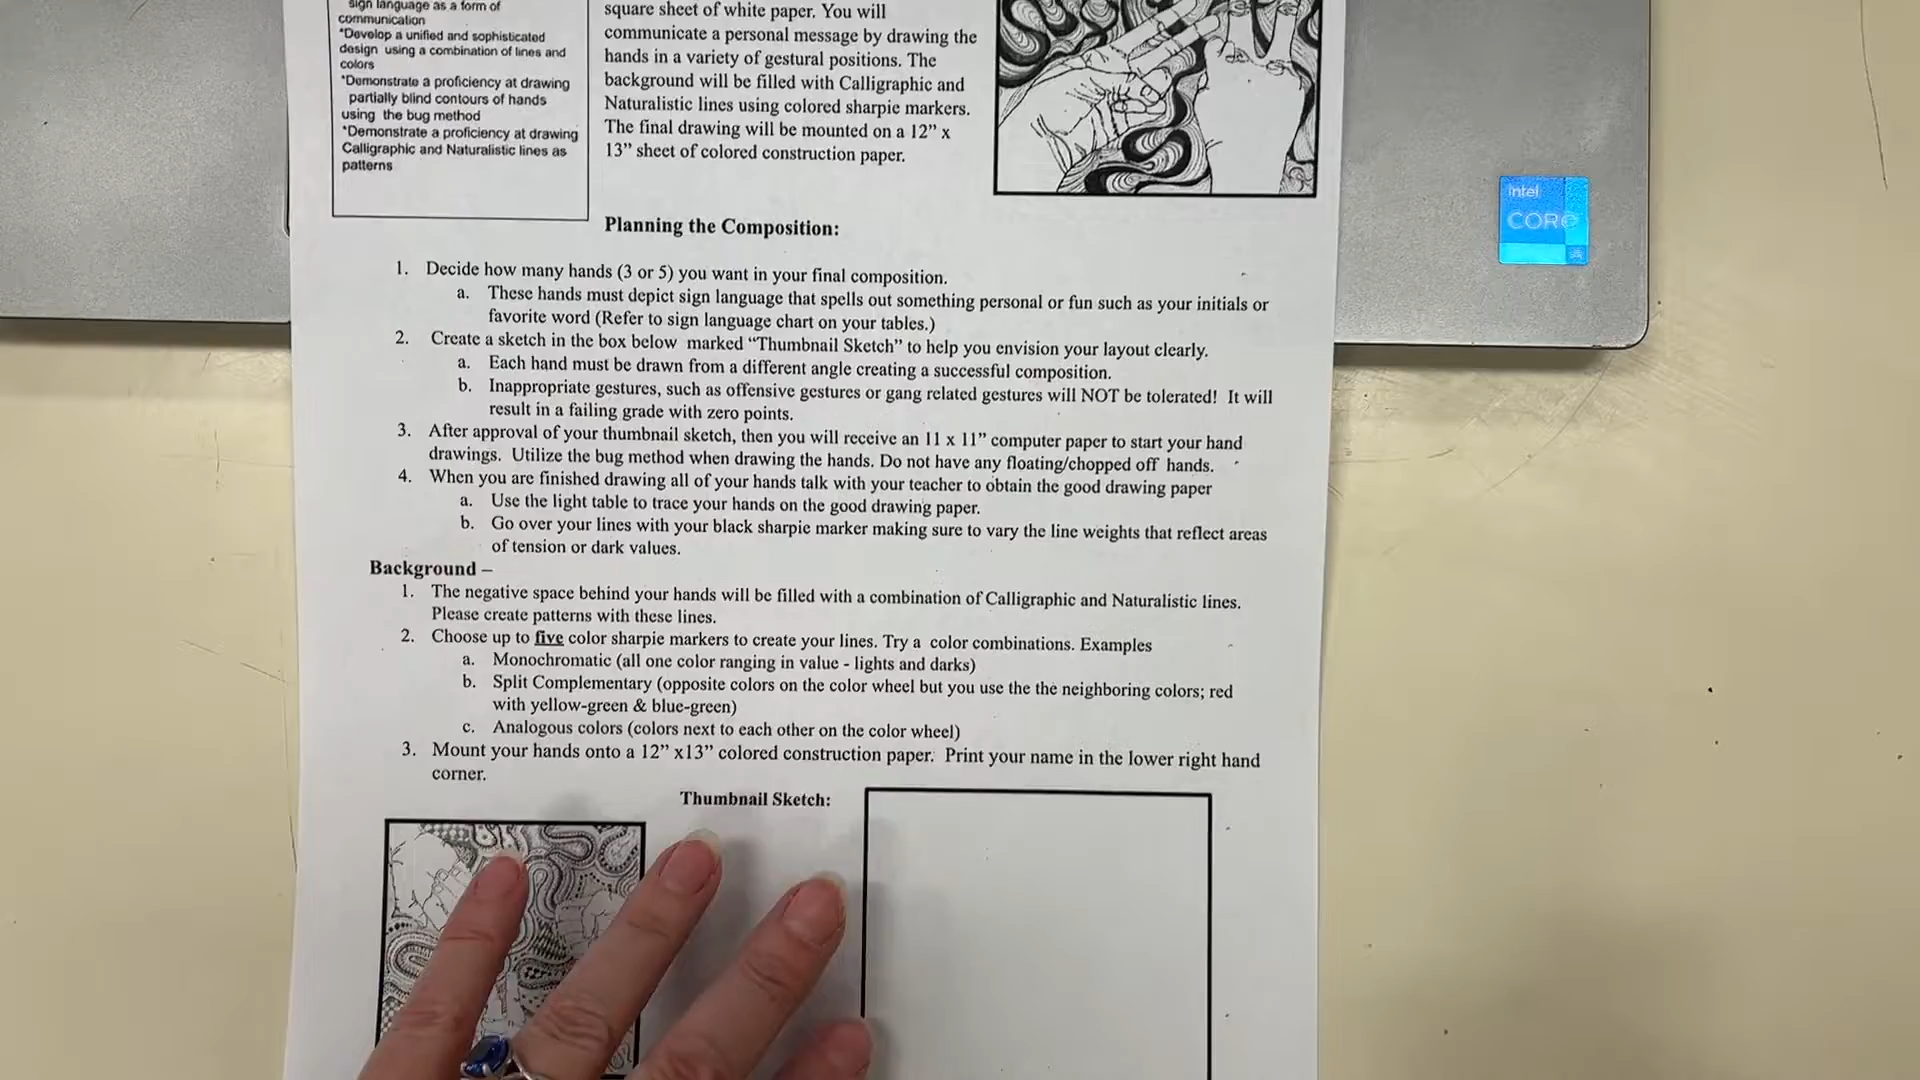 sign language as a form of
communication
*Develop a unified and sophisticated
design using a combination of lines and
colors
*Demonstrate a proficiency at drawing
partially blind contours of hands
using the bug method
*Demonstrate a proficiency at drawing
Calligraphic and Naturalistic lines as
patterns
square sheet of white paper. You will
communicate a personal message by drawing the
hands in a variety of gestural positions. The
background will be filled with Calligraphic and
Naturalistic lines using colored sharpie markers.
The final drawing will be mounted on a 12” x
13” sheet of colored construction paper.
intel
CORE
Planning the Composition:
1. Decide how many hands (3 or 5) you want in your final composition.
a. These hands must depict sign language that spells out something personal or fun such as your initials or
favorite word (Refer to sign language chart on your tables.)
2. Create a sketch in the box below marked “Thumbnail Sketch” to help you envision your layout clearly.
a. Each hand must be drawn from a different angle creating a successful composition.
b. Inappropriate gestures, such as offensive gestures or gang related gestures will NOT be tolerated! It will
result in a failing grade with zero points.
3. After approval of your thumbnail sketch, then you will receive an 11 x 11” computer paper to start your hand
drawings. Utilize the bug method when drawing the hands. Do not have any floating/chopped off hands.
4. When you are finished drawing all of your hands talk with your teacher to obtain the good drawing paper
a. Use the light table to trace your hands on the good drawing paper.
b. Go over your lines with your black sharpie marker making sure to vary the line weights that reflect areas
of tension or dark values.
Background –
1. The negative space behind your hands will be filled with a combination of Calligraphic and Naturalistic lines.
Please create patterns with these lines.
2. Choose up to five color sharpie markers to create your lines. Try a color combinations. Examples
a. Monochromatic (all one color ranging in value - lights and darks)
b. Split Complementary (opposite colors on the color wheel but you use the the neighboring colors; red
with yellow-green & blue-green)
c. Analogous colors (colors next to each other on the color wheel)
3. Mount your hands onto a 12” x13” colored construction paper. Print your name in the lower right hand
corner.
Thumbnail Sketch: